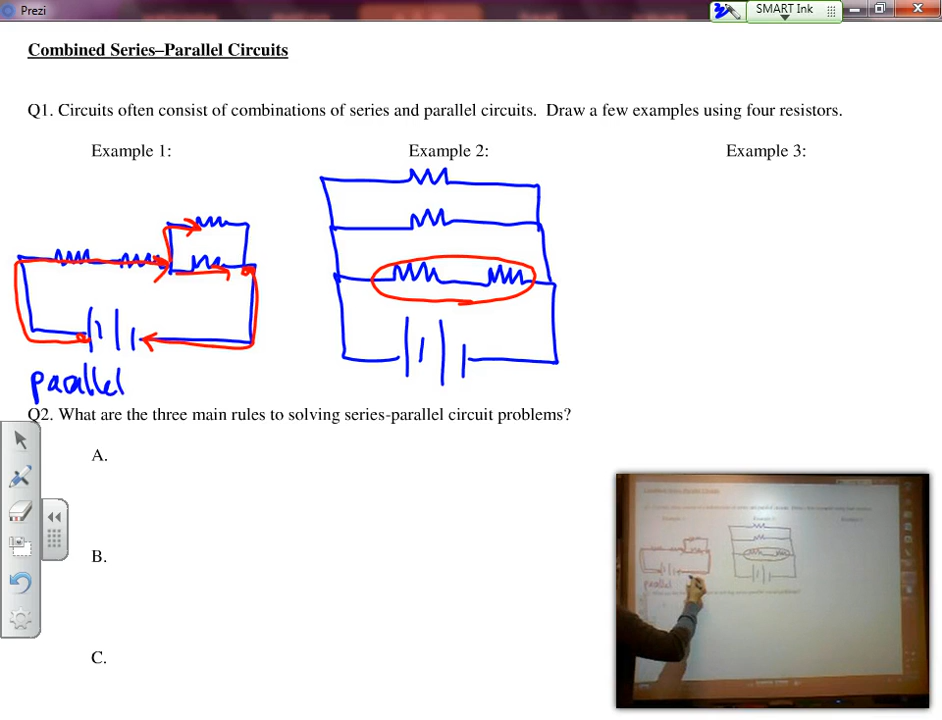 Prezi
SMART Ink
Combined Series–Parallel Circuits
Q1. Circuits often consist of combinations of series and parallel circuits.  Draw a few examples using four resistors.
Example 1:
Example 2:
Example 3:
parallel
Q2. What are the three main rules to solving series-parallel circuit problems?
A.
B.
C.